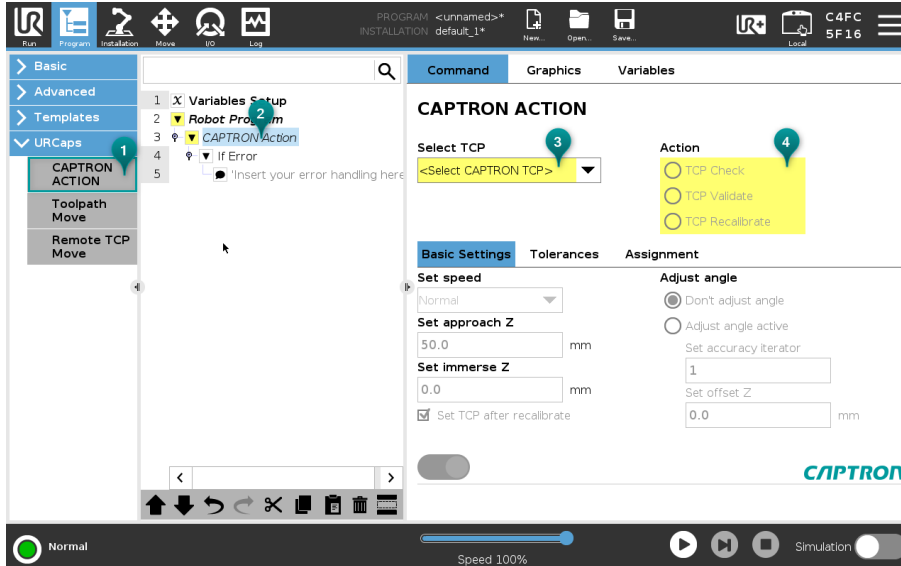 PROGRAM <unnamed>*
INSTALLATION default_1*
C4FC
5F16
Run
Program
Installation
Move
I/O
Log
New...
Open...
Save...
UR+
Local
Basic
Advanced
Templates
URCaps
CAPTRON
ACTION
Toolpath
Move
Remote TCP
Move
1
2
3
4
1 X Variables Setup
2 Robot Program
3 CAPTRON Action
4 If Error
5 'Insert your error handling here
Command Graphics Variables
CAPTRON ACTION
Select TCP
<Select CAPTRON TCP>
Action
TCP Check
TCP Validate
TCP Recalibrate
Basic Settings Tolerances Assignment
Set speed
Normal
Set approach Z
50.0 mm
Set immerse Z
0.0 mm
Set TCP after recalibrate
Adjust angle
Don't adjust angle
Adjust angle active
Set accuracy iterator
1
Set offset Z
0.0 mm
CAPTRON
Normal
Speed 100%
Simulation